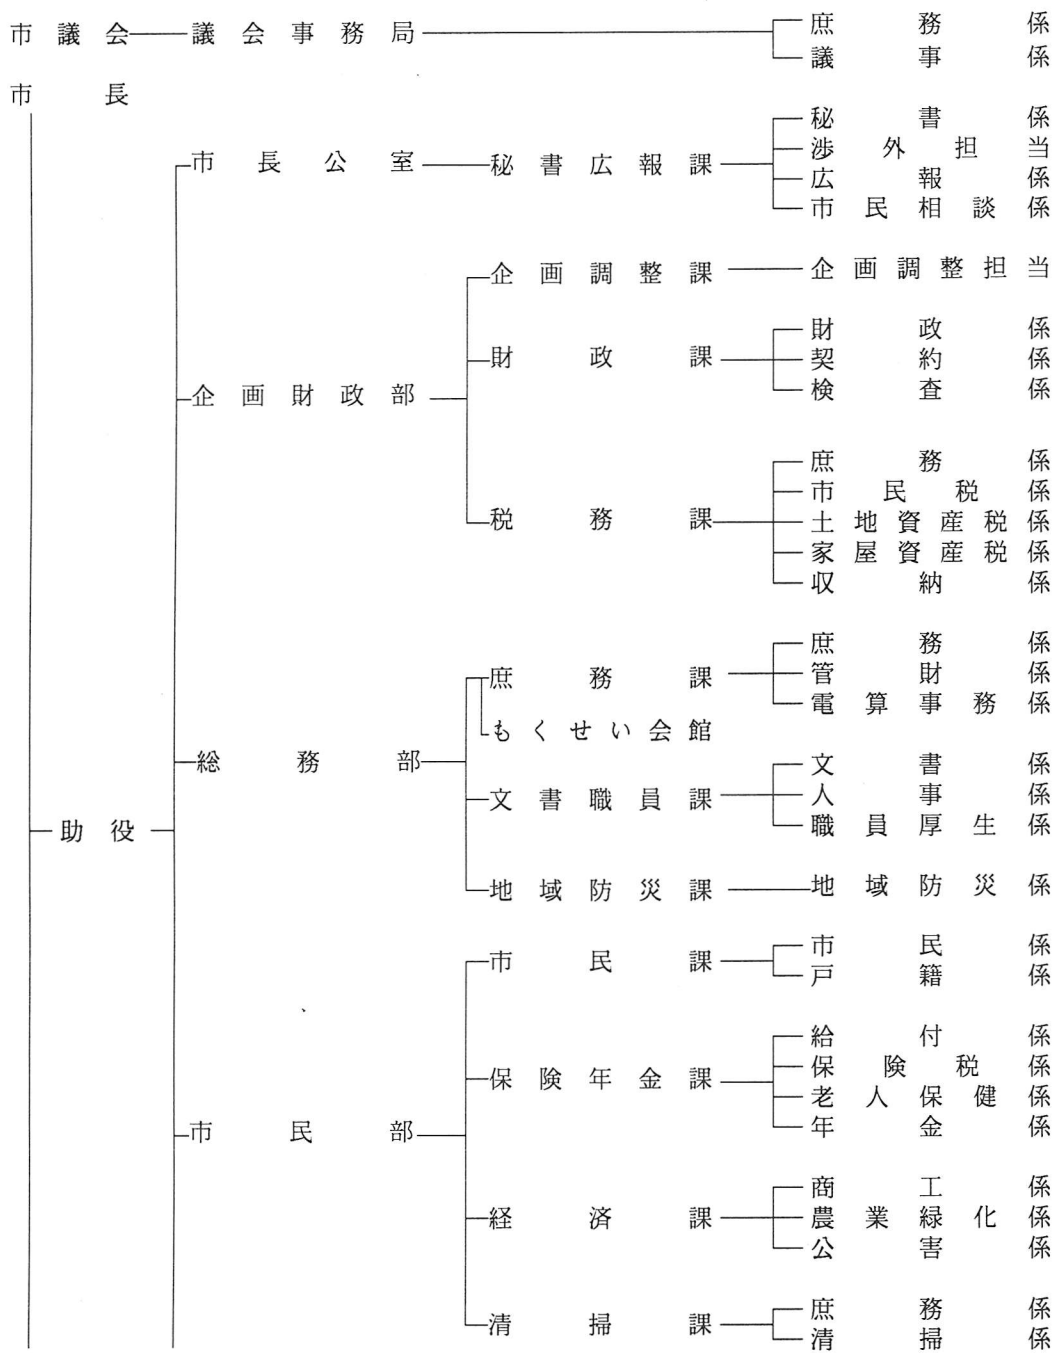 市議会 議会事務局 庶務係
議事係
市長
市長公室 秘書広報課 秘書係
渉外担当
広報係
市民相談係
企画調整課 企画調整担当
財政課 財政係
契約係
検査係
企画財政部
税務課 庶務係
市民税係
土地資産税係
家屋資産税係
収納係
庶務課 庶務係
管財係
電算事務係
もくせい会館
総務部
文書職員課 文書係
人事係
職員厚生係
助役
地域防災課 地域防災係
市民課 市民係
戸籍係
保険年金課 給付係
保険税係
老人保健係
年金係
市民部
経済課 商工係
農業緑化係
公害係
清掃課 庶務係
清掃係